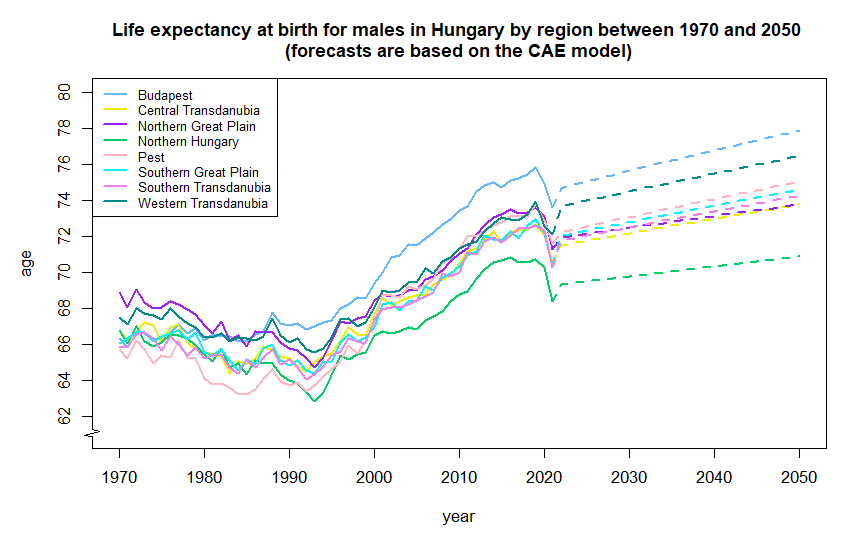 Life expectancy at birth for males in Hungary by region between 1970 and 2050
(forecasts are based on the CAE model)
Budapest
Central Transdanubia
Northern Great Plain
Northern Hungary
Pest
Southern Great Plain
Southern Transdanubia
Western Transdanubia
age
80
78
76
74
72
70
68
66
64
62
1970 1980 1990 2000 2010 2020 2030 2040 2050
year